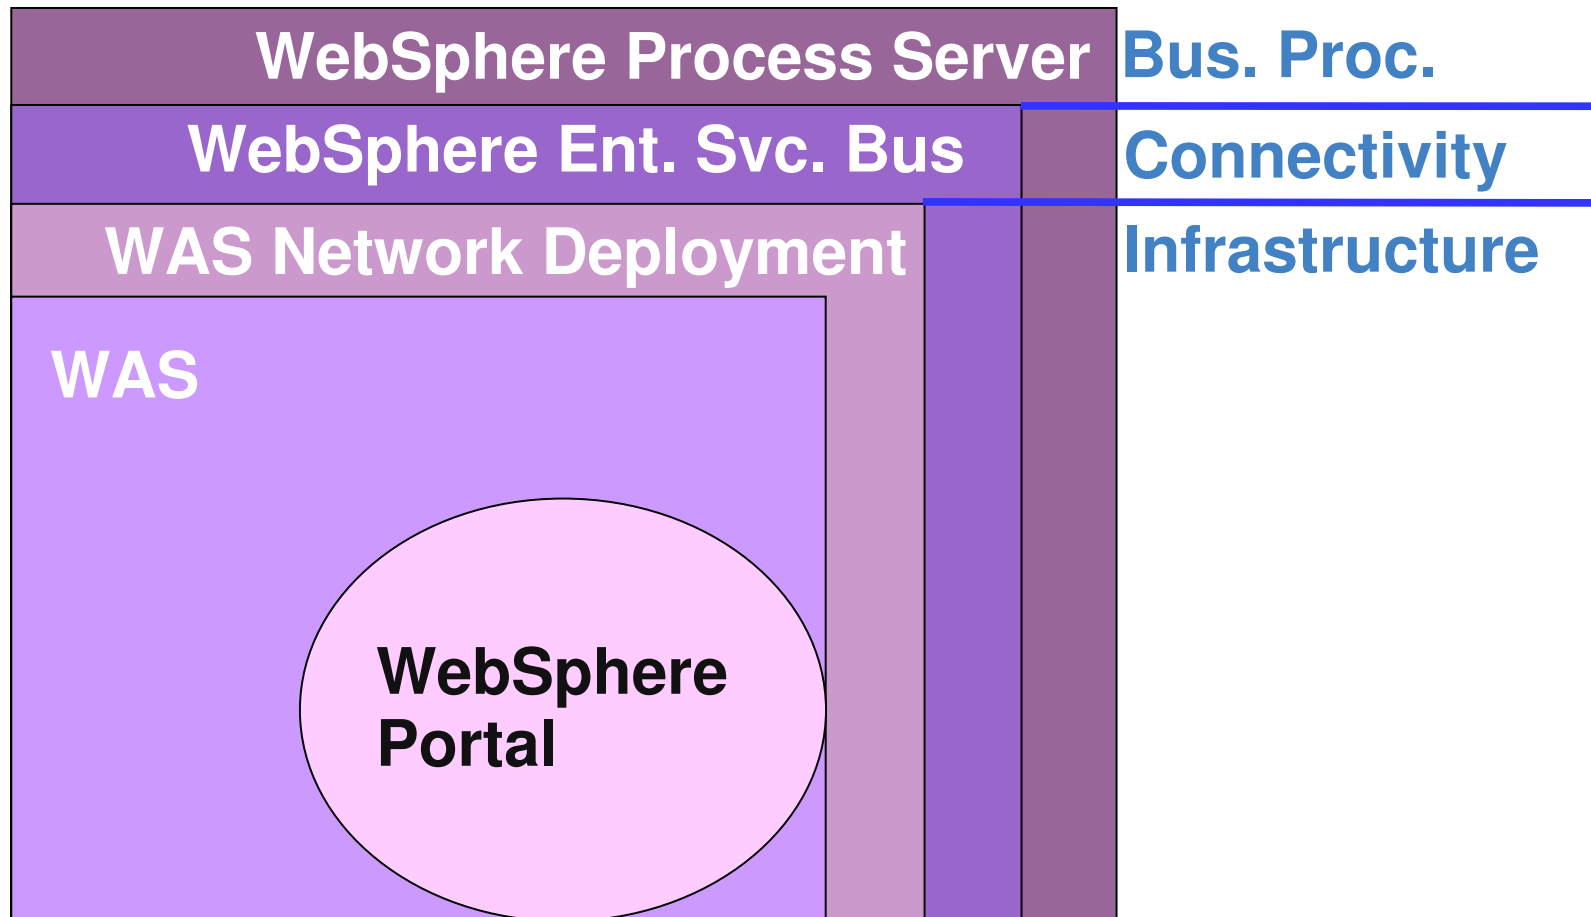 WebSphere Process Server
Bus. Proc.
WebSphere Ent. Svc. Bus
Connectivity
WAS Network Deployment
Infrastructure
WAS
WebSphere
Portal